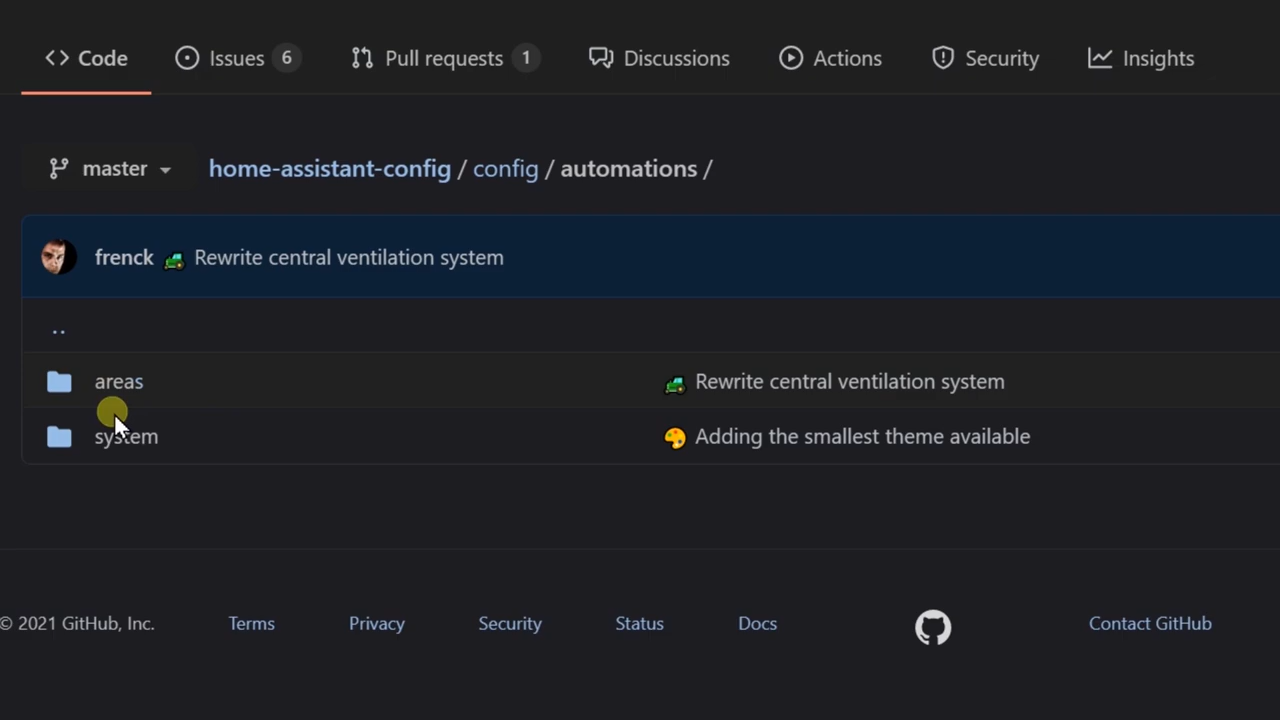 Code Issues 6 Pull requests 1 Discussions Actions Security Insights
master home-assistant-config / config / automations /
frenck Rewrite central ventilation system
..
areas Rewrite central ventilation system
system Adding the smallest theme available
© 2021 GitHub, Inc. Terms Privacy Security Status Docs Contact GitHub